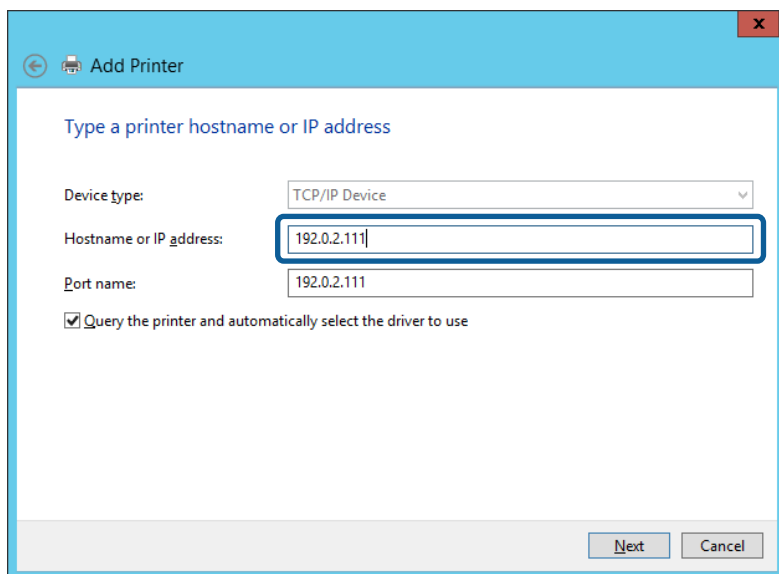 x
Add Printer
Type a printer hostname or IP address
Device type: TCP/IP Device
Hostname or IP address: 192.0.2.111
Port name: 192.0.2.111
Query the printer and automatically select the driver to use
Next Cancel